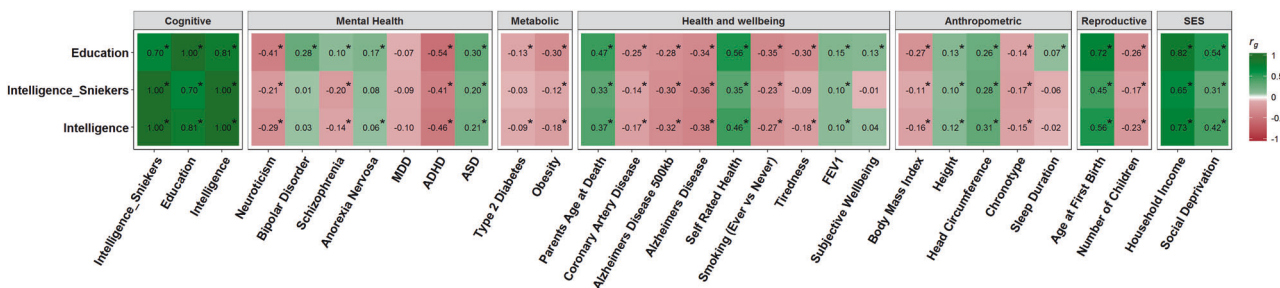 Cognitive Mental Health Metabolic Health and wellbeing Anthropometric Reproductive SES
Education 0.70* 1.00* 0.81* -0.41* 0.28* 0.10* 0.17* -0.07 -0.54* 0.30* -0.13* -0.30* 0.47* -0.25* -0.28* -0.34* 0.56* -0.35* -0.30* 0.15* 0.13* -0.27* 0.13* 0.26* -0.14* 0.07* 0.72* -0.26* 0.82* 0.54*
Intelligence_Sniekers 1.00* 0.70* 1.00* -0.21* 0.01 -0.20* 0.08 -0.09 -0.41* 0.20* -0.03 -0.12* 0.33* -0.14* -0.30* -0.36* 0.35* -0.23* -0.09 0.10* -0.01 -0.11* 0.10* 0.28* -0.17* -0.06 0.45* -0.17* 0.65* 0.31*
Intelligence 1.00* 0.81* 1.00* -0.29* 0.03 -0.14* 0.06* -0.10 -0.46* 0.21* -0.09* -0.18* 0.37* -0.17* -0.32* -0.38* 0.46* -0.27* -0.18* 0.10* 0.04 -0.16* 0.12* 0.31* -0.15* -0.02 0.56* -0.23* 0.73* 0.42*
Intelligence_Sniekers
Education
Intelligence
Neuroticism
Bipolar Disorder
Schizophrenia
Anorexia Nervosa
MDD
ADHD
ASD
Type 2 Diabetes
Obesity
Parents Age at Death
Coronary Artery Disease
Alzheimers Disease 500kb
Alzheimers Disease
Self Rated Health
Smoking (Ever vs Never)
Tiredness
FEV1
Subjective Wellbeing
Body Mass Index
Height
Head Circumference
Chronotype
Sleep Duration
Age at First Birth
Number of Children
Household Income
Social Deprivation
rg
1
0.5
0
-0.5
-1